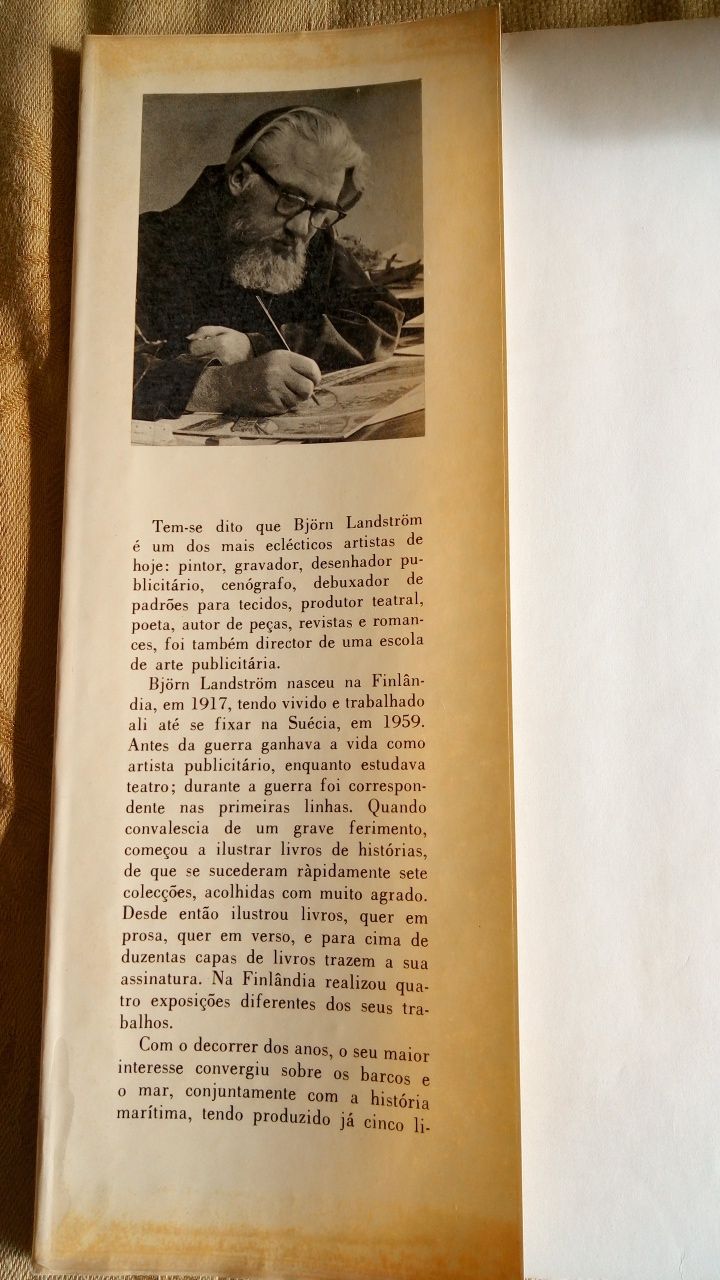 Tem-se dito que Björn Landström
é um dos mais eclécticos artistas de
hoje: pintor, gravador, desenhador pu-
blicitário, cenógrafo, debuxador de
padrões para tecidos, produtor teatral,
poeta, autor de peças, revistas e roman-
ces, foi também director de uma escola
de arte publicitária.
Björn Landström nasceu na Finlân-
dia, em 1917, tendo vivido e trabalhado
ali até se fixar na Suécia, em 1959.
Antes da guerra ganhava a vida como
artista publicitário, enquanto estudava
teatro; durante a guerra foi correspon-
dente nas primeiras linhas. Quando
convalescia de um grave ferimento,
começou a ilustrar livros de histórias,
de que se sucederam ràpidamente sete
colecções, acolhidas com muito agrado.
Desde então ilustrou livros, quer em
prosa, quer em verso, e para cima de
duzentas capas de livros trazem a sua
assinatura. Na Finlândia realizou qua-
tro exposições diferentes dos seus tra-
balhos.
Com o decorrer dos anos, o seu maior
interesse convergiu sobre os barcos e
o mar, conjuntamente com a história
marítima, tendo produzido já cinco li-